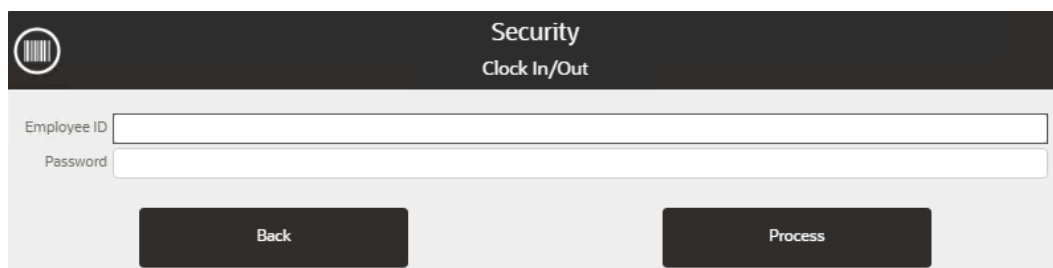 Security
Clock In/Out
Employee ID
Password
Back
Process